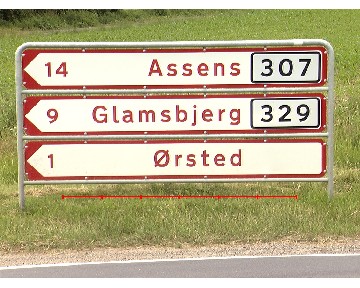 14 Assens 307
9 Glamsbjerg 329
1 Ørsted